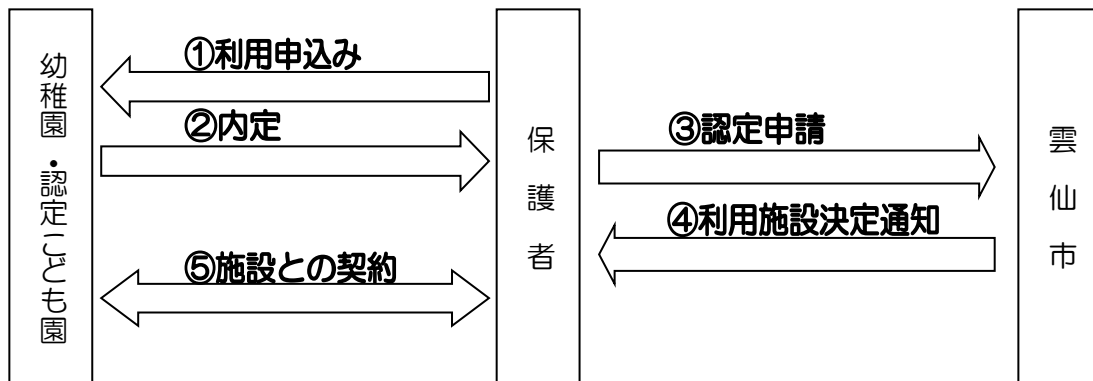 幼稚園・認定こども園
①利用申込み
②内定
⑤施設との契約
保護者
③認定申請
④利用施設決定通知
雲仙市